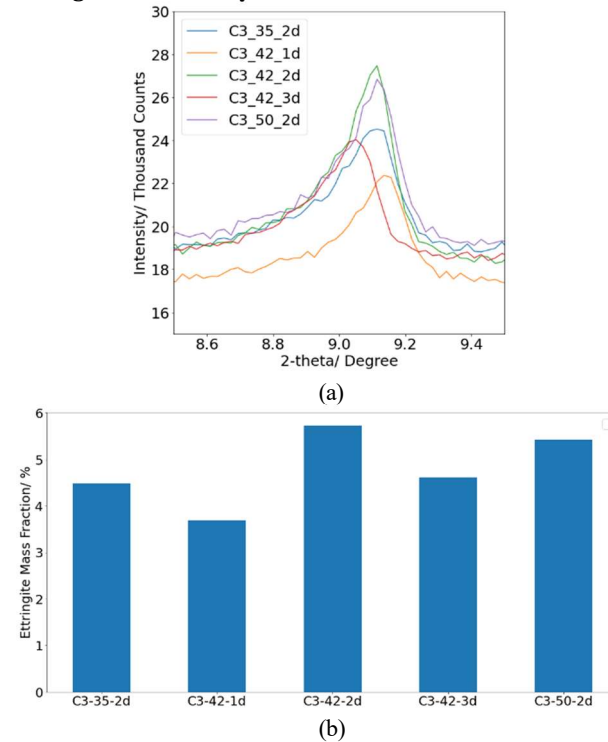 30
28
26
24
22
20
18
16
Intensity/ Thousand Counts
C3_35_2d
C3_42_1d
C3_42_2d
C3_42_3d
C3_50_2d
8.6 8.8 9.0 9.2 9.4
2-theta/ Degree
(a)
6
5
4
3
2
1
0
Ettringite Mass Fraction/ %
C3-35-2d C3-42-1d C3-42-2d C3-42-3d C3-50-2d
(b)